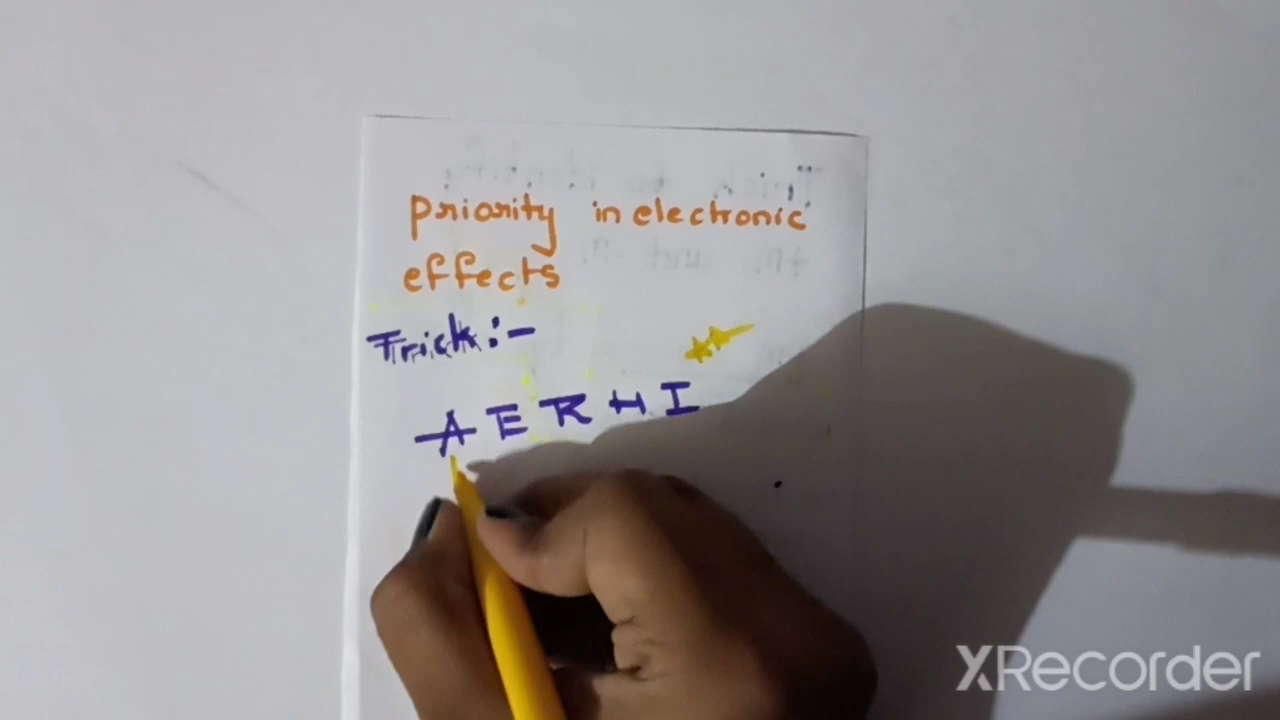 priority in electronic
effects
Trick:-
A E R H I
XRecorder